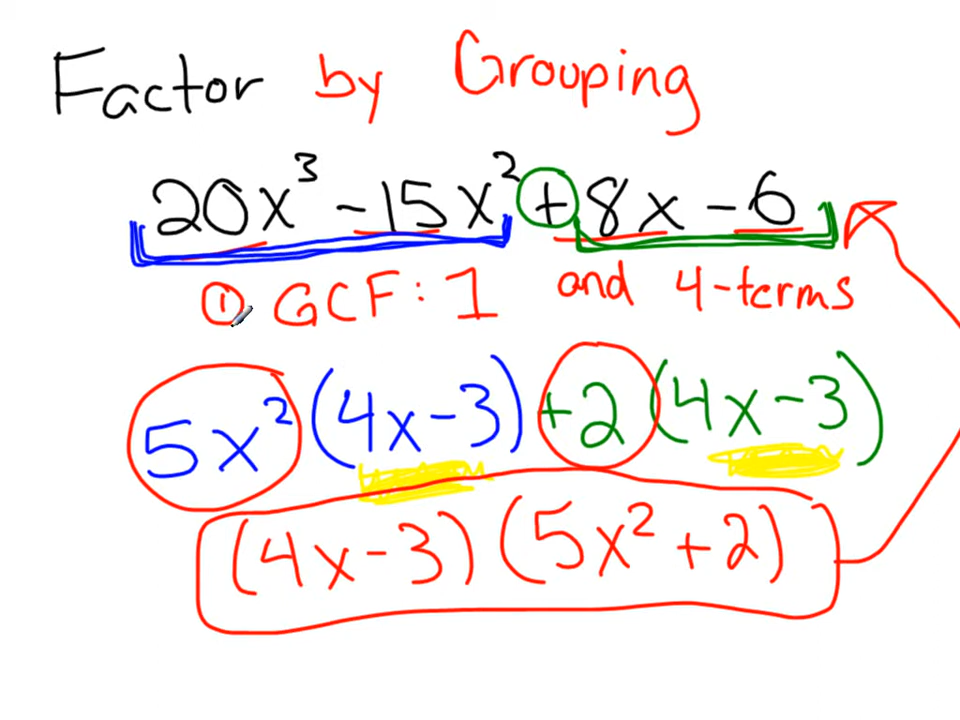 Factor by Grouping
20x³ - 15x² + 8x - 6
① GCF: 1 and 4-terms
5x² (4x-3) +2 (4x-3)
(4x-3) (5x² + 2)